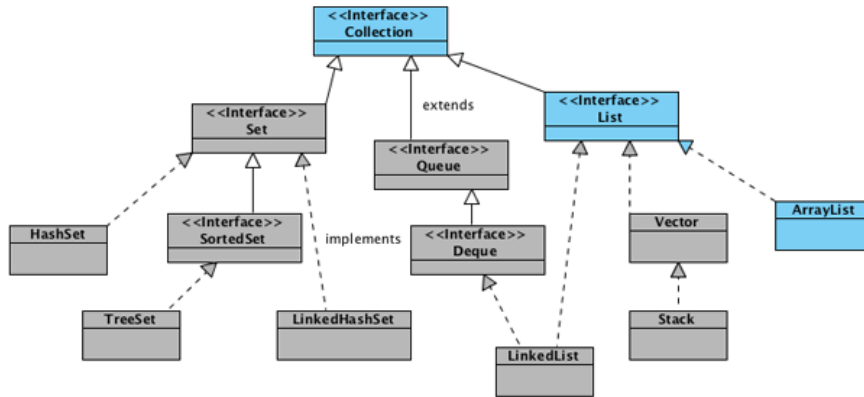 <<Interface>>
Collection
extends
<<Interface>>
List
<<Interface>>
Set
<<Interface>>
Queue
ArrayList
<<Interface>>
SortedSet
Vector
HashSet
implements
<<Interface>>
Deque
TreeSet
LinkedHashSet
Stack
LinkedList